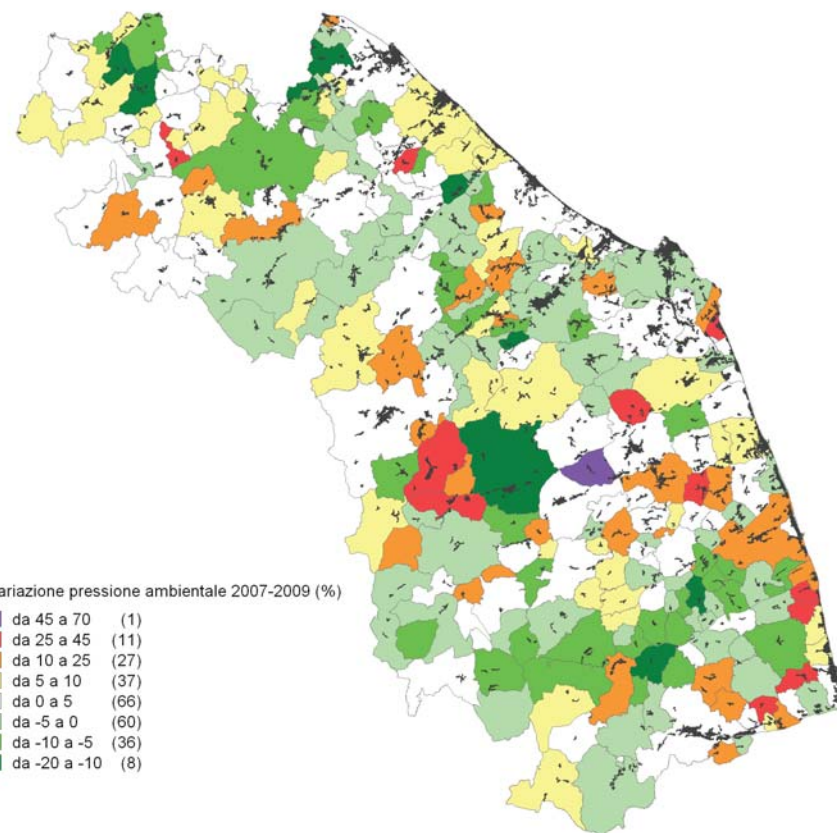 ariazione pressione ambientale 2007-2009 (%)
da 45 a 70 (1)
da 25 a 45 (11)
da 10 a 25 (27)
da 5 a 10 (37)
da 0 a 5 (66)
da -5 a 0 (60)
da -10 a -5 (36)
da -20 a -10 (8)